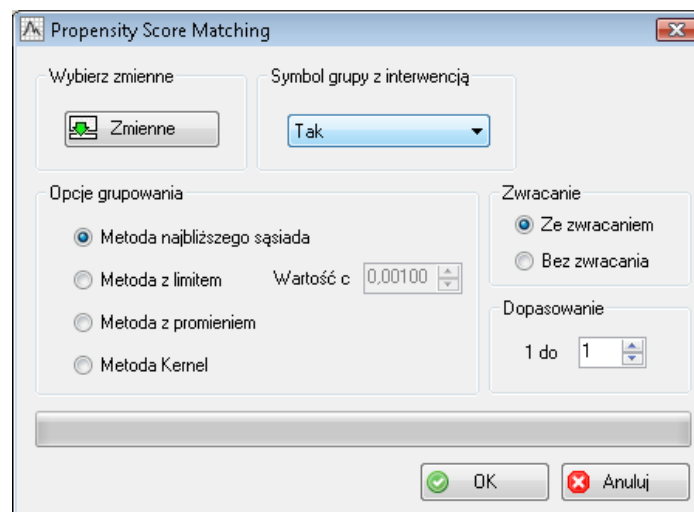 Propensity Score Matching
Wybierz zmienne
Zmienne
Symbol grupy z interwencją
Tak
Opcje grupowania
Metoda najbliższego sąsiada
Metoda z limitem
Wartość c
0,00100
Metoda z promieniem
Metoda Kernel
Zwracanie
Ze zwracaniem
Bez zwracania
Dopasowanie
1 do
1
OK
Anuluj